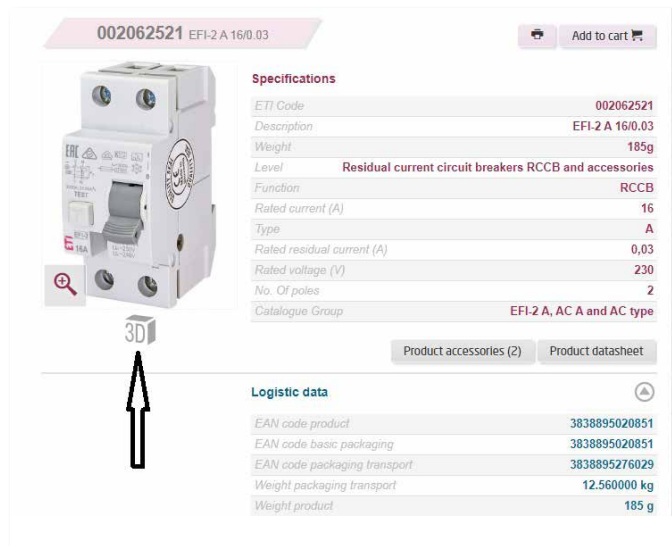 002062521 EFI-2 A 16/0.03
Add to cart
Specifications
ETI Code 002062521
Description EFI-2 A 16/0.03
Weight 185g
Level Residual current circuit breakers RCCB and accessories
Function RCCB
Rated current (A) 16
Type A
Rated residual current (A) 0,03
Rated voltage (V) 230
No. Of poles 2
Catalogue Group EFI-2 A, AC A and AC type
EAC
TEST
ETI 16A
3D
Product accessories (2) Product datasheet
Logistic data
EAN code product 3838895020851
EAN code basic packaging 3838895020851
EAN code packaging transport 3838895276029
Weight packaging transport 12.560000 kg
Weight product 185 g